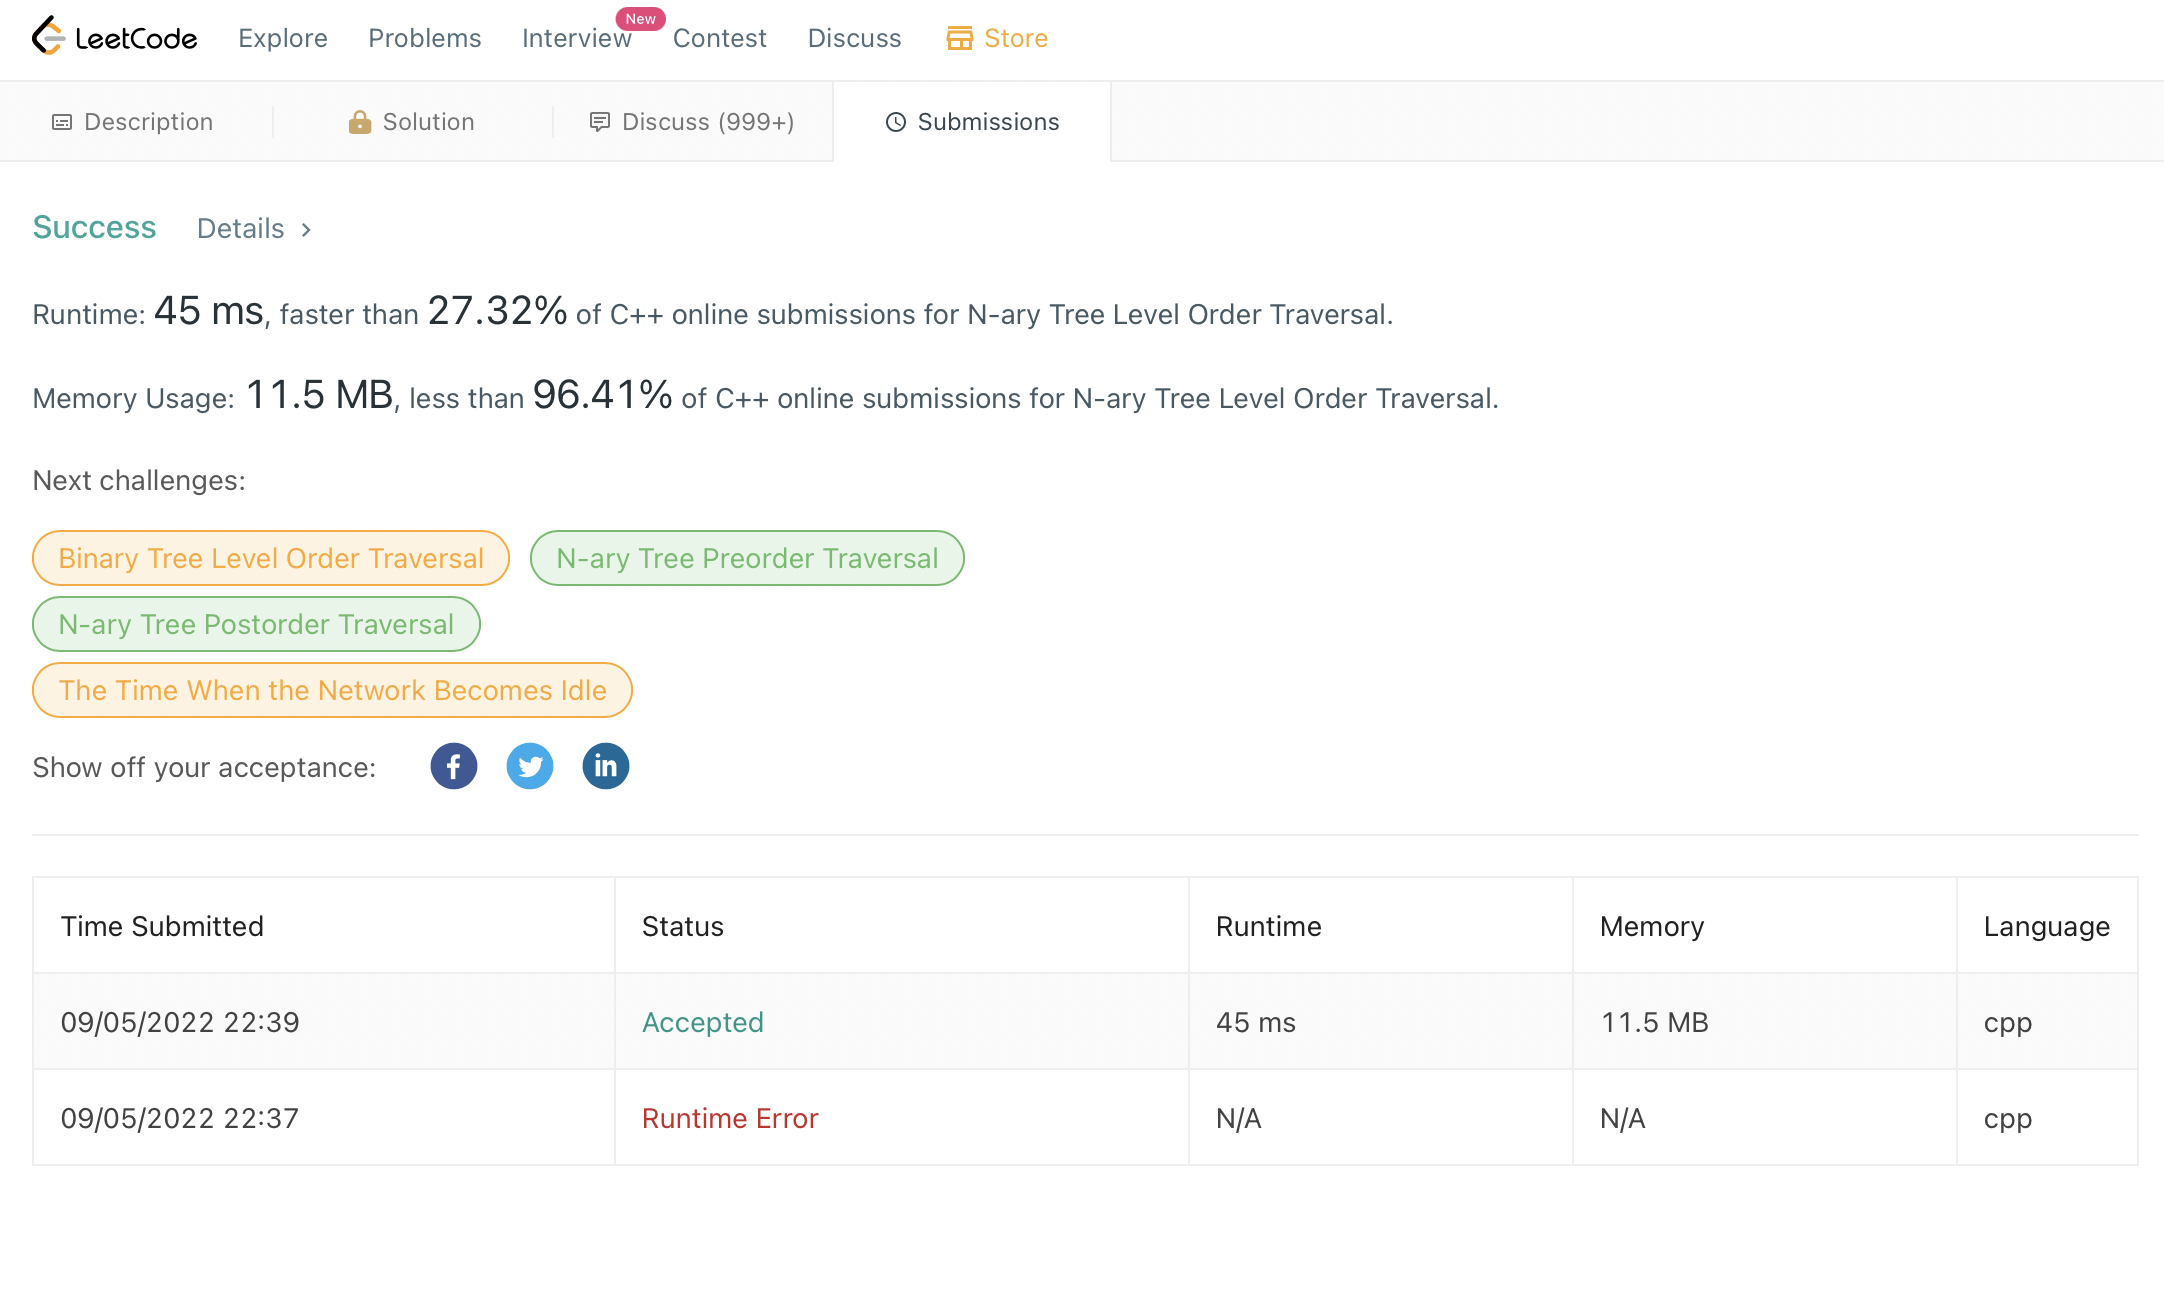 LeetCode Explore Problems Interview New Contest Discuss Store
Description Solution Discuss (999+) Submissions
Success Details >
Runtime: 45 ms, faster than 27.32% of C++ online submissions for N-ary Tree Level Order Traversal.
Memory Usage: 11.5 MB, less than 96.41% of C++ online submissions for N-ary Tree Level Order Traversal.
Next challenges:
Binary Tree Level Order Traversal N-ary Tree Preorder Traversal
N-ary Tree Postorder Traversal
The Time When the Network Becomes Idle
Show off your acceptance: f in
Time Submitted Status Runtime Memory Language
09/05/2022 22:39 Accepted 45 ms 11.5 MB cpp
09/05/2022 22:37 Runtime Error N/A N/A cpp